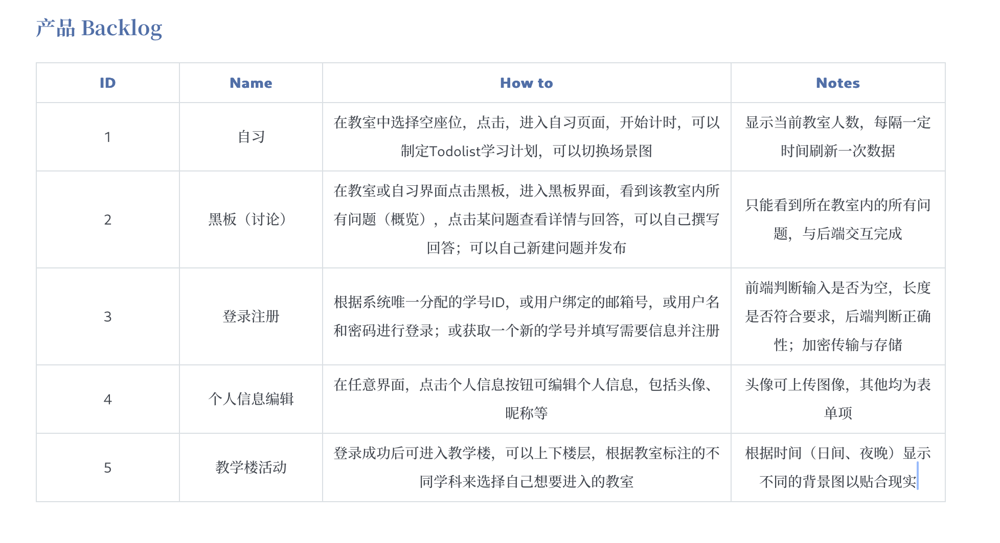 产品 Backlog
ID
Name
How to
Notes
1
自习
在教室中选择空座位，点击，进入自习页面，开始计时，可以
制定Todolist学习计划，可以切换场景图
显示当前教室人数，每隔一定
时间刷新一次数据
2
黑板（讨论）
在教室或自习界面点击黑板，进入黑板界面，看到该教室内所
有问题（概览），点击某问题查看详情与回答，可以自己撰写
回答；可以自己新建问题并发布
只能看到所在教室内的所有问
题，与后端交互完成
3
登录注册
根据系统唯一分配的学号ID，或用户绑定的邮箱号，或用户名
和密码进行登录；或获取一个新的学号并填写需要信息并注册
前端判断输入是否为空，长度
是否符合要求，后端判断正确
性；加密传输与存储
4
个人信息编辑
在任意界面，点击个人信息按钮可编辑个人信息，包括头像、
昵称等
头像可上传图像，其他均为表
单项
5
教学楼活动
登录成功后可进入教学楼，可以上下楼层，根据教室标注的不
同学科来选择自己想要进入的教室
根据时间（日间、夜晚）显示
不同的背景图以贴合现实